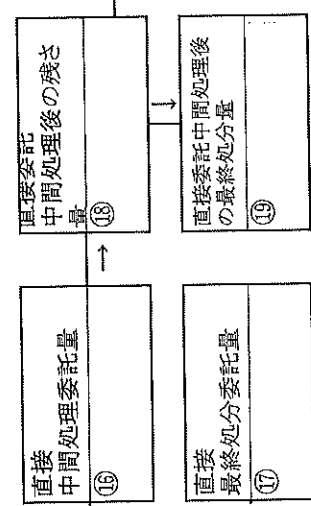 直接
中間処理委託量
⑯
直接委託
中間処理後の残さ
量
⑱
直接最終処分委託量
⑰
直接委託中間処理後
の最終処分量
⑲